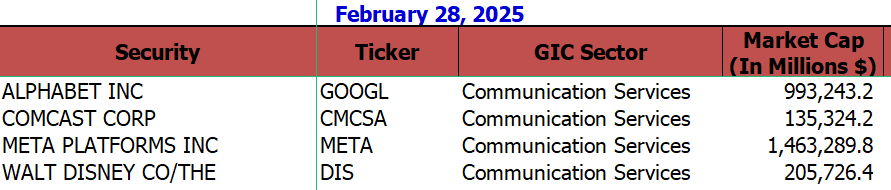 February 28, 2025
Security Ticker GIC Sector Market Cap (In Millions $)
ALPHABET INC GOOGL Communication Services 993,243.2
COMCAST CORP CMCSA Communication Services 135,324.2
META PLATFORMS INC META Communication Services 1,463,289.8
WALT DISNEY CO/THE DIS Communication Services 205,726.4